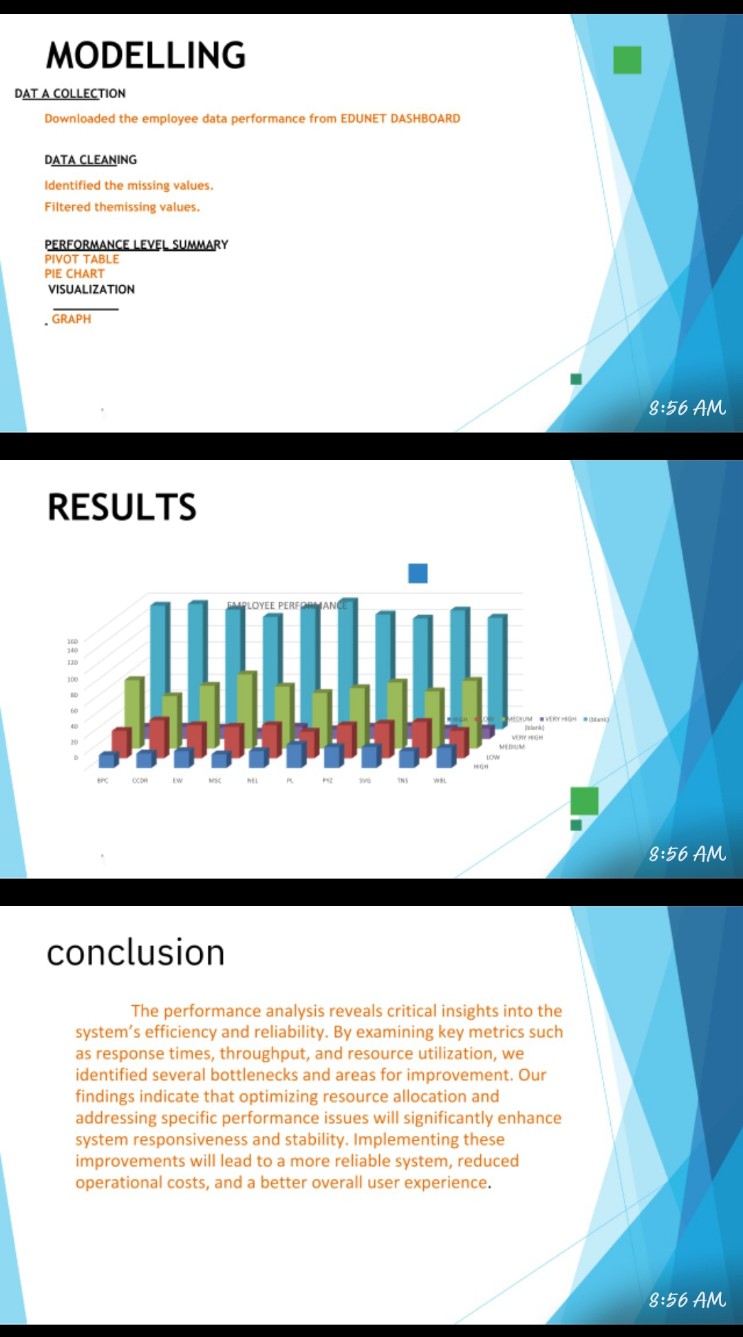 MODELLING
DAT A COLLECTION
Downloaded the employee data performance from EDUNET DASHBOARD
DATA CLEANING
Identified the missing values.
Filtered themissing values.
PERFORMANCE LEVEL SUMMARY
PIVOT TABLE
PIE CHART
VISUALIZATION
. GRAPH
8:56 AM
RESULTS
EMPLOYEE PERFORMANCE
160
140
120
100
80
60
40
20
0
HIGH LOW MEDIUM VERY HIGH (blank)
(blank)
VERY HIGH
MEDIUM
LOW
HIGH
BPC CCDR EW MSC NEL PL PYZ SVG TNS WBL
8:56 AM
conclusion
The performance analysis reveals critical insights into the
system's efficiency and reliability. By examining key metrics such
as response times, throughput, and resource utilization, we
identified several bottlenecks and areas for improvement. Our
findings indicate that optimizing resource allocation and
addressing specific performance issues will significantly enhance
system responsiveness and stability. Implementing these
improvements will lead to a more reliable system, reduced
operational costs, and a better overall user experience.
8:56 AM